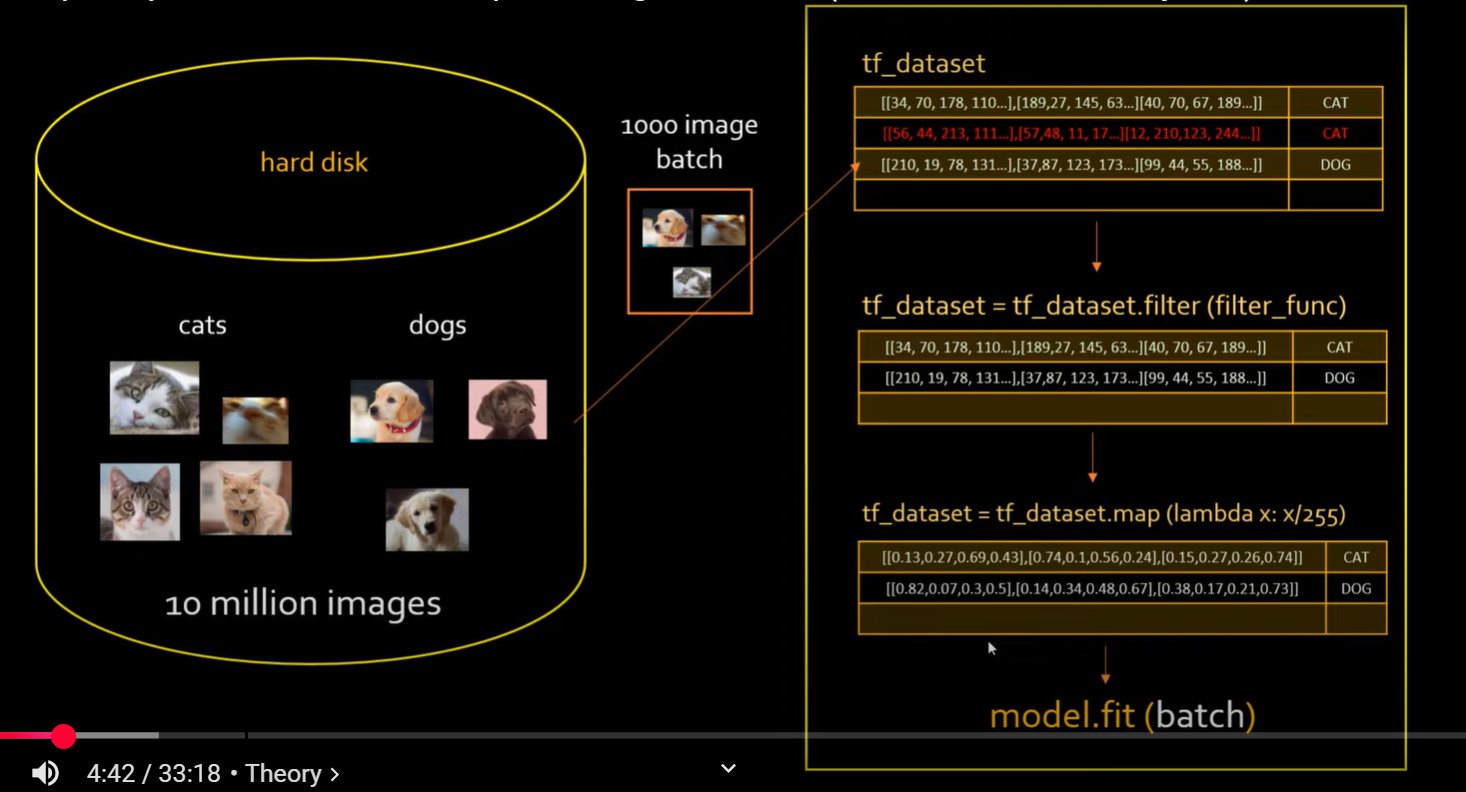 hard disk
cats
dogs
10 million images
1000 image
batch
tf_dataset
[[34, 70, 178, 110...],[189,27, 145, 63...][40, 70, 67, 189...]] CAT
[[56, 44, 213, 111...],[57,48, 11, 17...][12, 210,123, 244...]] CAT
[[210, 19, 78, 131...],[37,87, 123, 173...][99, 44, 55, 188...]] DOG
tf_dataset = tf_dataset.filter (filter_func)
[[34, 70, 178, 110...],[189,27, 145, 63...][40, 70, 67, 189...]] CAT
[[210, 19, 78, 131...],[37,87, 123, 173...][99, 44, 55, 188...]] DOG
tf_dataset = tf_dataset.map (lambda x: x/255)
[[0.13,0.27,0.69,0.43],[0.74,0.1,0.56,0.24],[0.15,0.27,0.26,0.74]] CAT
[[0.82,0.07,0.3,0.5],[0.14,0.34,0.48,0.67],[0.38,0.17,0.21,0.73]] DOG
model.fit (batch)
4:42 / 33:18 • Theory >